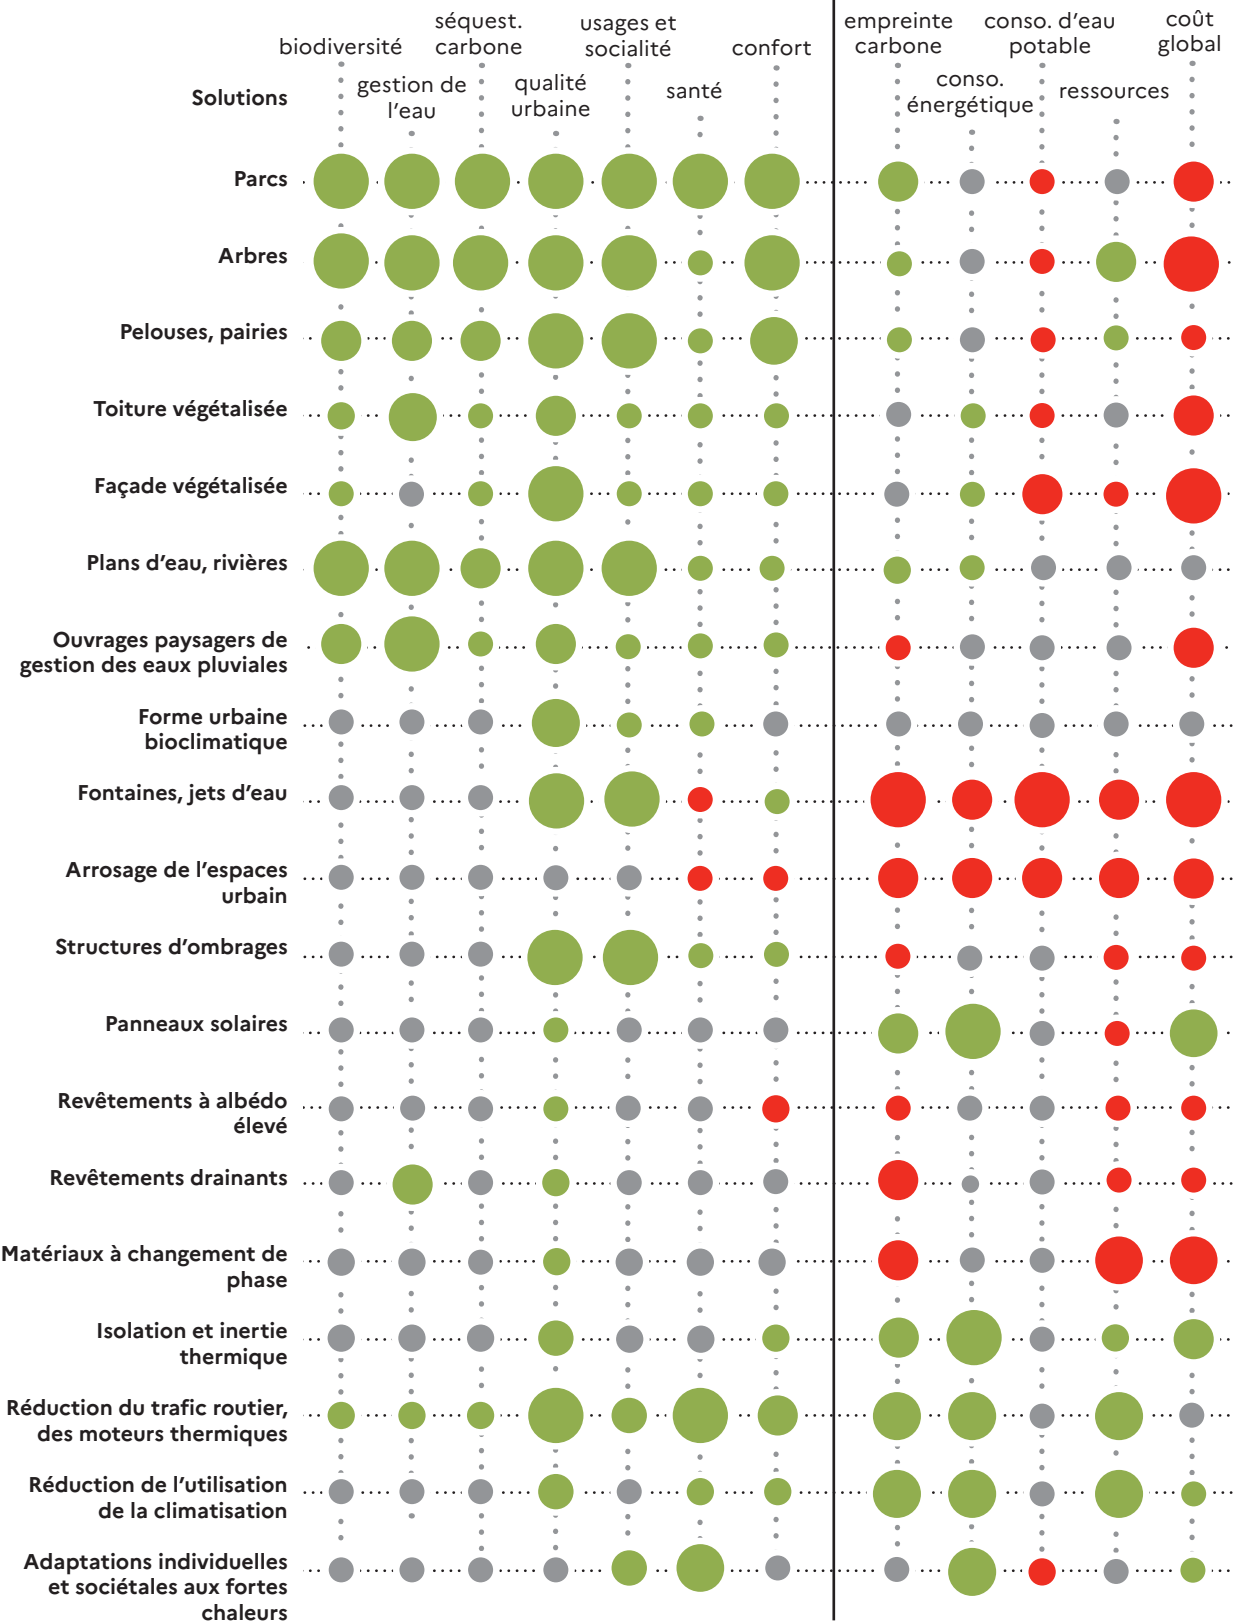 séquest.
carbone
usages et
socialité
empreinte
carbone
conso. d'eau
potable
coût
global
biodiversité
confort
gestion de
l'eau
qualité
urbaine
santé
conso.
énergétique
ressources
Solutions
Parcs
Arbres
Pelouses, pairies
Toiture végétalisée
Façade végétalisée
Plans d'eau, rivières
Ouvrages paysagers de
gestion des eaux pluviales
Forme urbaine
bioclimatique
Fontaines, jets d'eau
Arrosage de l'espaces
urbain
Structures d'ombrages
Panneaux solaires
Revêtements à albédo
élevé
Revêtements drainants
Matériaux à changement de
phase
Isolation et inertie
thermique
Réduction du trafic routier,
des moteurs thermiques
Réduction de l'utilisation
de la climatisation
Adaptations individuelles
et sociétales aux fortes
chaleurs